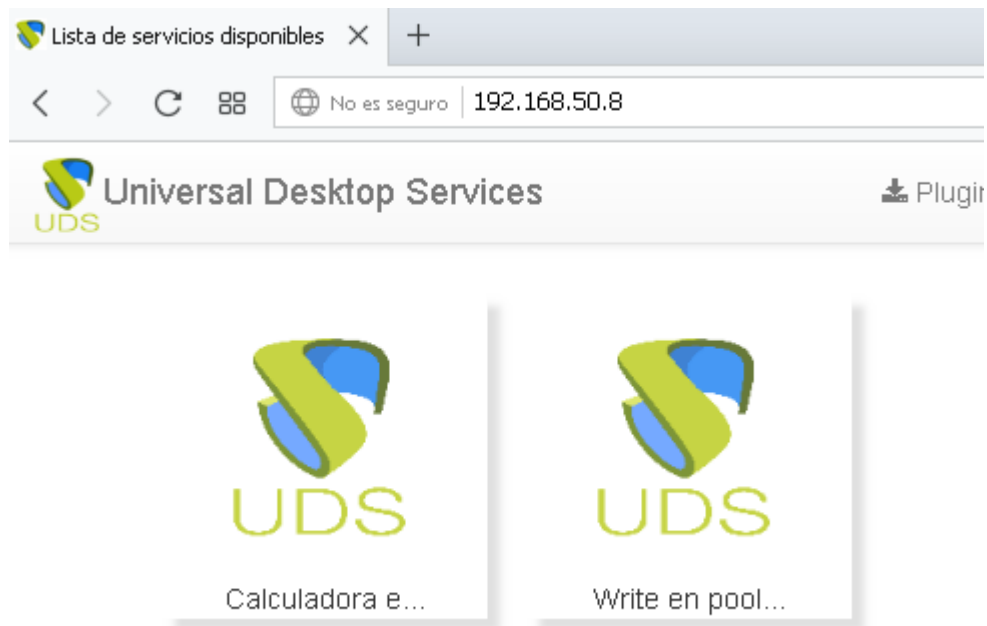 Lista de servicios disponibles
No es seguro 192.168.50.8
UDS Universal Desktop Services
UDS UDS
Calculadora e... Write en pool...